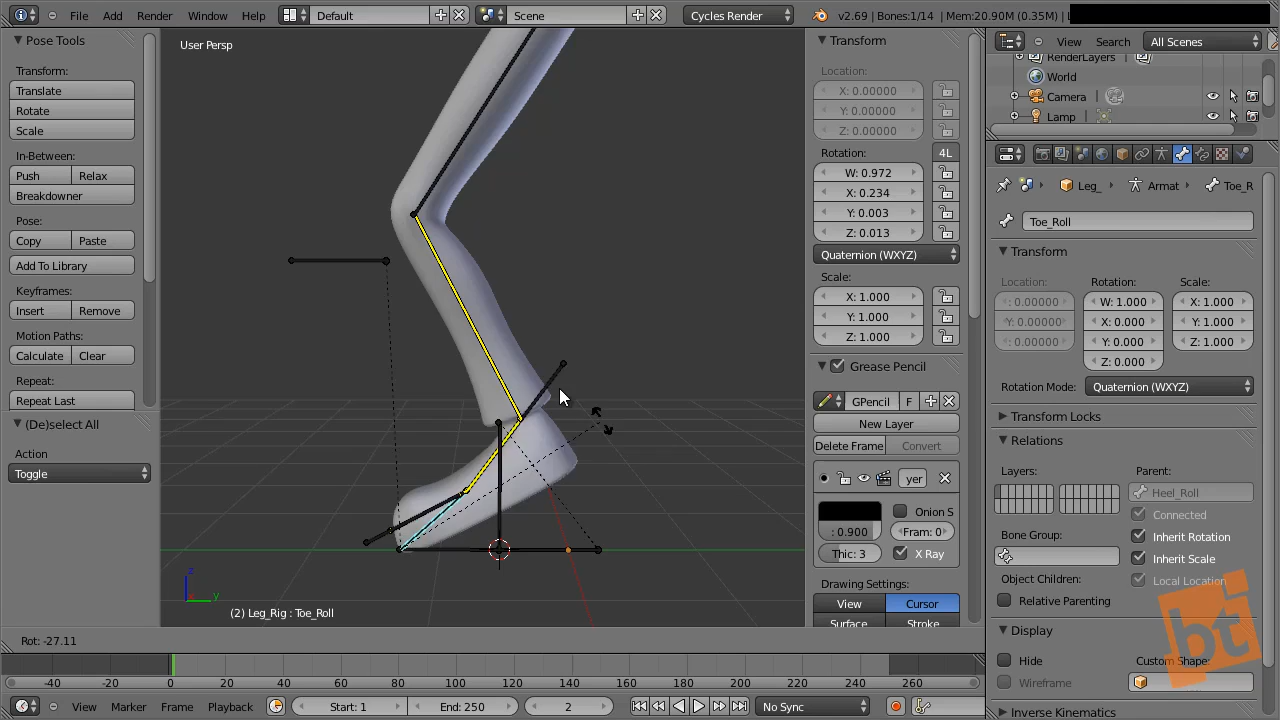 File Add Render Window Help Default Scene Cycles Render v2.69 | Bones:1/14 | Mem:20.90M (0.35M) |
Pose Tools
Transform:
Translate
Rotate
Scale
In-Between:
Push Relax
Breakdowner
Pose:
Copy Paste
Add To Library
Keyframes:
Insert Remove
Motion Paths:
Calculate Clear
Repeat:
Repeat Last
(De)select All
Action
Toggle
User Persp
z
y
x
(2) Leg_Rig : Toe_Roll
Transform
Location:
X: 0.00000
Y: 0.00000
Z: 0.00000
Rotation: 4L
W: 0.972
X: 0.234
Y: 0.003
Z: 0.013
Quaternion (WXYZ)
Scale:
X: 1.000
Y: 1.000
Z: 1.000
Grease Pencil
GPencil F
New Layer
Delete Frame Convert
yer
Onion S
: 0.900 Fram: 0
Thic: 3 X Ray
Drawing Settings:
View Cursor
Surface Stroke
View Search All Scenes
RenderLayers
World
Camera
Lamp
Leg_ Armat Toe_R
Toe_Roll
Transform
Location: Rotation: Scale:
: 0.00000 W: 1.000 X: 1.000
Y: 0.00000 X: 0.000 Y: 1.000
: 0.00000 Y: 0.000 Z: 1.000
Z: 0.000
Rotation Mode: Quaternion (WXYZ)
Transform Locks
Relations
Layers: Parent:
Heel_Roll
Connected
Bone Group: Inherit Rotation
Inherit Scale
Object Children: Local Location
Relative Parenting
bt
Display
Hide Custom Shape:
Wireframe
Inverse Kinematics
Rot: -27.11
-40 -20 0 20 40 60 80 100 120 140 160 180 200 220 240 260
View Marker Frame Playback Start: 1 End: 250 2 No Sync